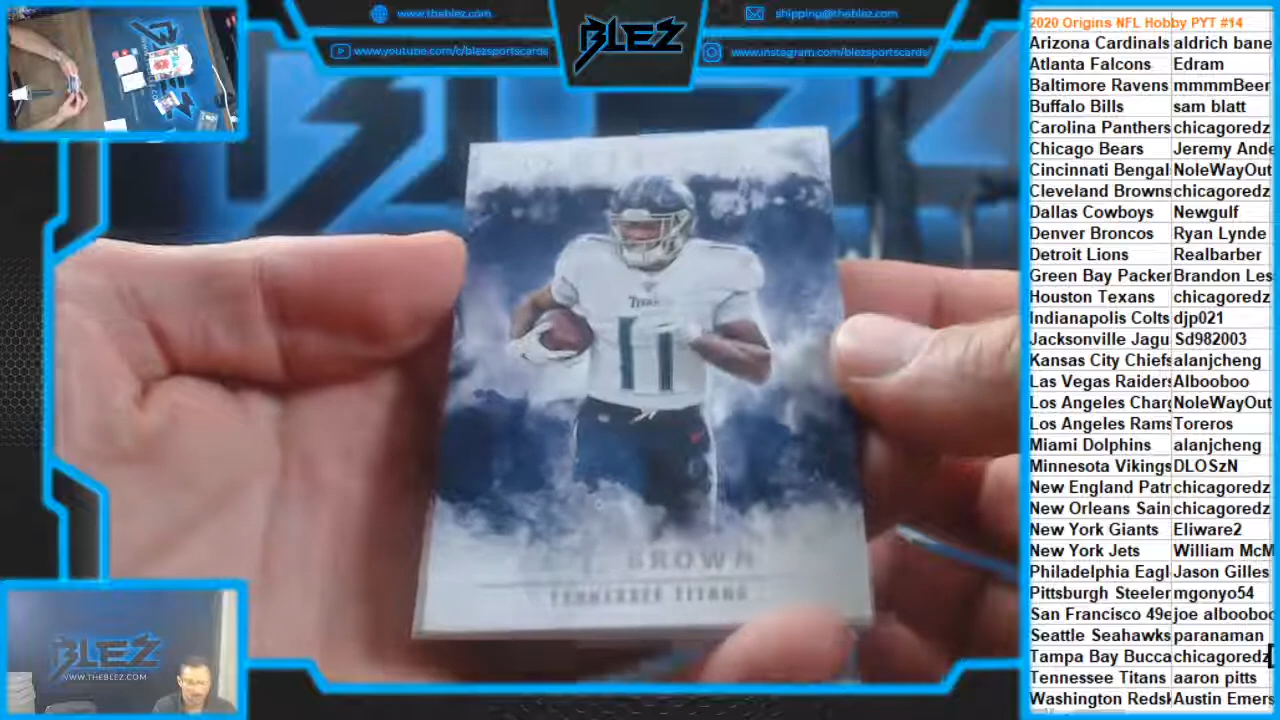 www.theblez.com
shipping@theblez.com
www.youtube.com/c/blezsportscards
BLEZ
www.instagram.com/blezsportscards/
2020 Origins NFL Hobby PYT #14
Arizona Cardinals aldrich bane
Atlanta Falcons Edram
Baltimore Ravens mmmmBeer
Buffalo Bills sam blatt
Carolina Panthers chicagoredz
Chicago Bears Jeremy Ande
Cincinnati Bengal NoleWayOut
Cleveland Browns chicagoredz
Dallas Cowboys Newgulf
Denver Broncos Ryan Lynde
Detroit Lions Realbarber
Green Bay Packer Brandon Les
Houston Texans chicagoredz
Indianapolis Colts djp021
Jacksonville Jagu Sd982003
Kansas City Chiefs alanjcheng
Las Vegas Raiders Albooboo
Los Angeles Charg NoleWayOut
Los Angeles Rams Toreros
Miami Dolphins alanjcheng
Minnesota Vikings DLOSzN
New England Patr chicagoredz
New Orleans Sain chicagoredz
New York Giants Eliware2
New York Jets William McM
Philadelphia Eagl Jason Gilles
Pittsburgh Steeler mgonyo54
San Francisco 49e joe albooboo
Seattle Seahawks paranaman
Tampa Bay Bucca chicagoredz
Tennessee Titans aaron pitts
Washington Redsk Austin Emers
TITANS
11
BROWN
TENNESSEE TITANS
BLEZ
WWW.THEBLEZ.COM